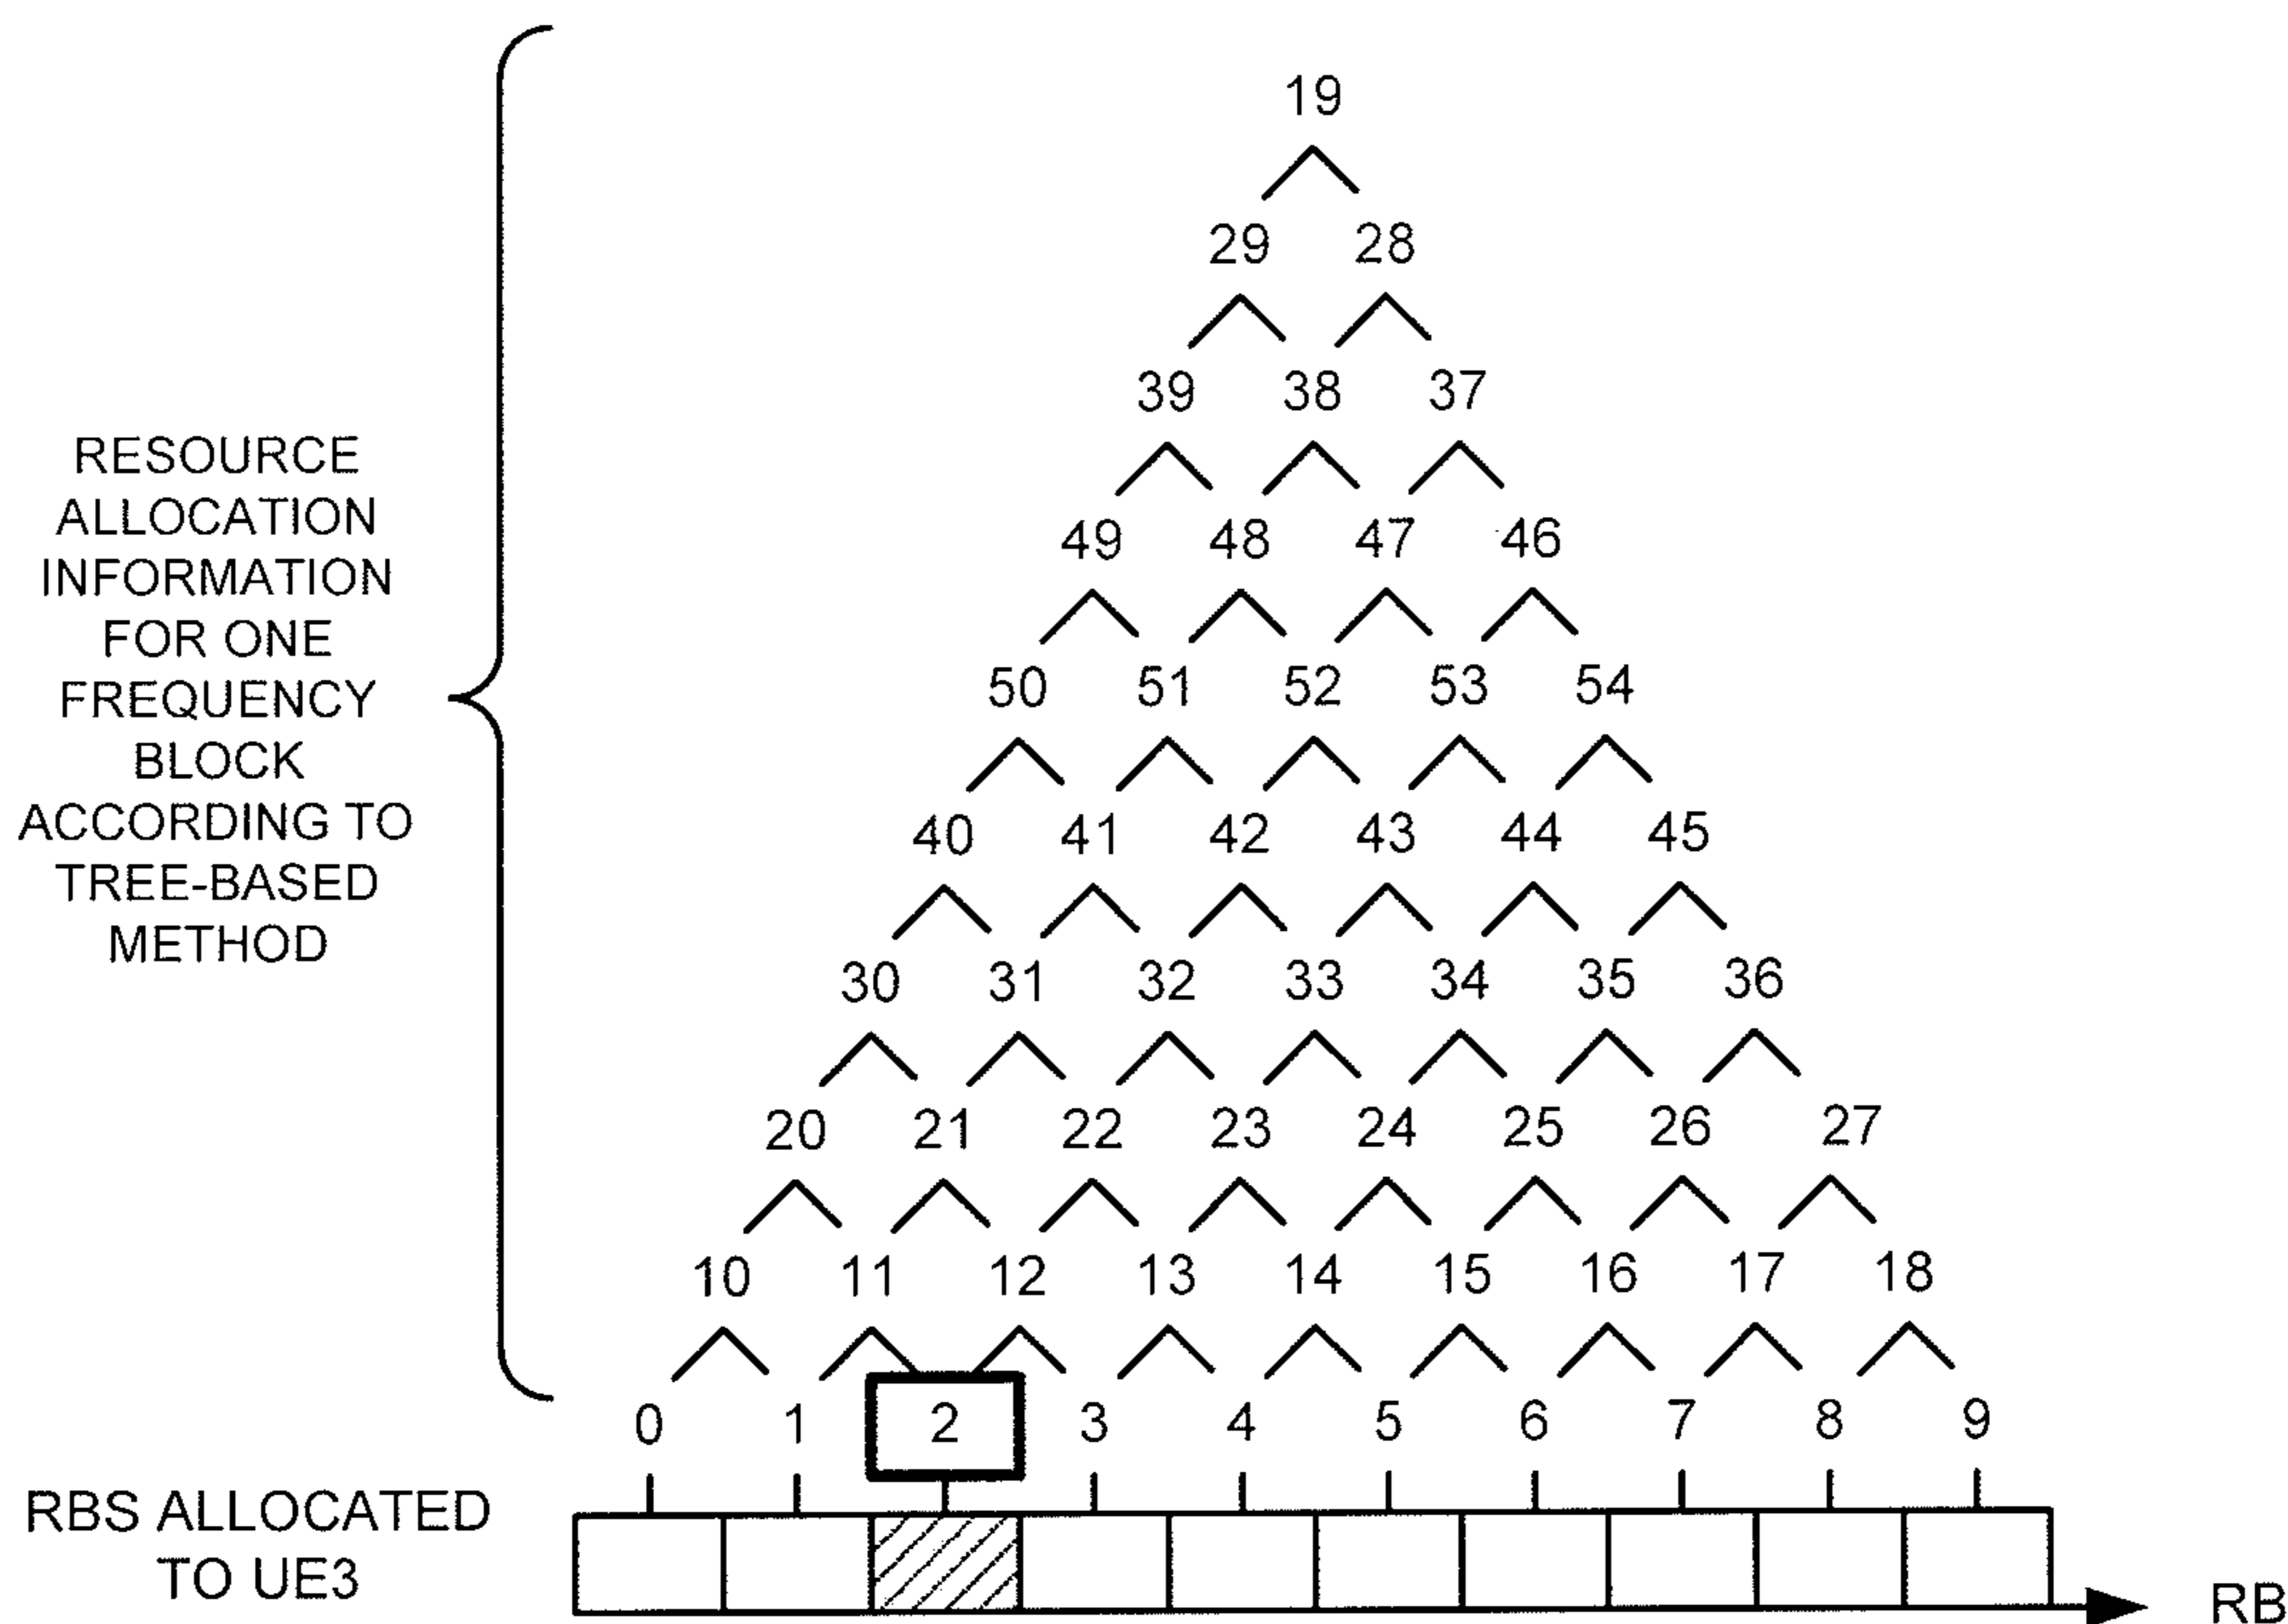 19
29 28
39 38 37
49 48 47 46
50 51 52 53 54
40 41 42 43 44 45
30 31 32 33 34 35 36
20 21 22 23 24 25 26 27
10 11 12 13 14 15 16 17 18
0 1 2 3 4 5 6 7 8 9
RESOURCE
ALLOCATION
INFORMATION
FOR ONE
FREQUENCY
BLOCK
ACCORDING TO
TREE-BASED
METHOD
RBS ALLOCATED
TO UE3
RB